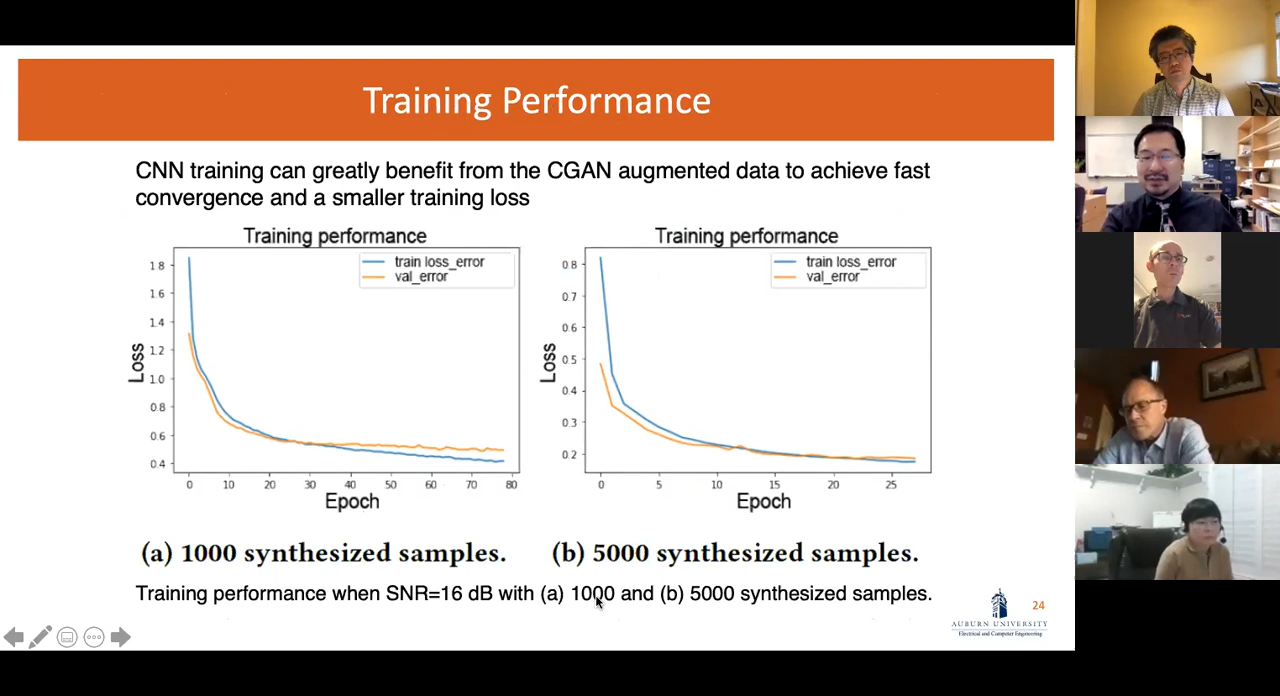 Training Performance
CNN training can greatly benefit from the CGAN augmented data to achieve fast
convergence and a smaller training loss
Training performance
train loss_error
val_error
1.8
1.6
1.4
1.2
1.0
0.8
0.6
0.4
Loss
0 10 20 30 40 50 60 70 80
Epoch
(a) 1000 synthesized samples.
Training performance
train loss_error
val_error
0.8
0.7
0.6
0.5
0.4
0.3
0.2
Loss
0 5 10 15 20 25
Epoch
(b) 5000 synthesized samples.
Training performance when SNR=16 dB with (a) 1000 and (b) 5000 synthesized samples.
AUBURN UNIVERSITY
Electrical and Computer Engineering
24